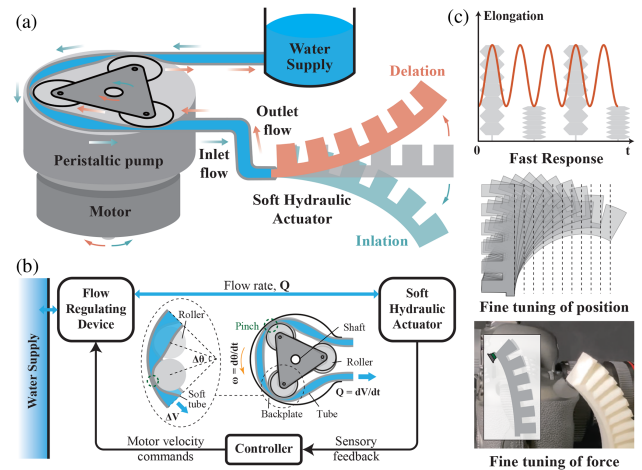 (a)
Water
Supply
Delation
Outlet
flow
Peristaltic pump
Inlet
flow
Motor
Soft Hydraulic
Actuator
Inlation
(b)
Water Supply
Flow
Regulating
Device
Flow rate, Q
Soft
Hydraulic
Actuator
Roller
Δθ
Soft
tube
ΔV
Pinch
ω = dθ/dt
Shaft
Roller
Q = dV/dt
Backplate
Tube
Motor velocity
commands
Controller
Sensory
feedback
(c)
Elongation
0
t
Fast Response
Fine tuning of position
Fine tuning of force